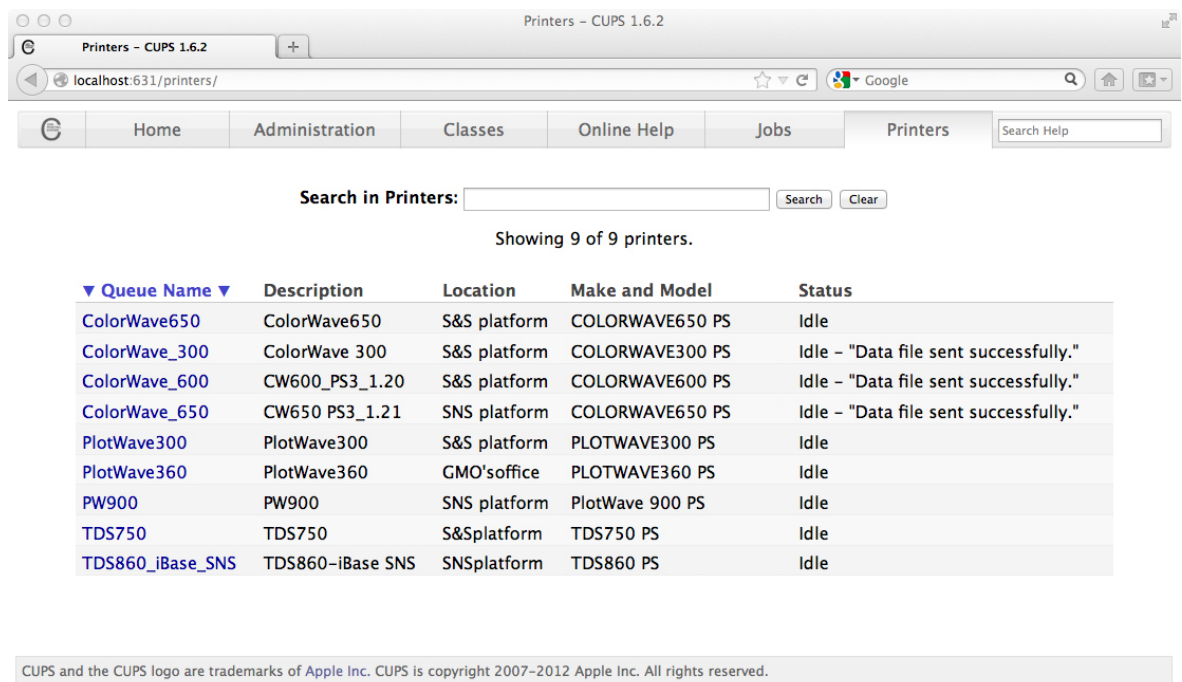 Printers – CUPS 1.6.2
Printers – CUPS 1.6.2 +
localhost:631/printers/ Google
Home Administration Classes Online Help Jobs Printers Search Help
Search in Printers: Search Clear
Showing 9 of 9 printers.
▼ Queue Name ▼ Description Location Make and Model Status
ColorWave650 ColorWave650 S&S platform COLORWAVE650 PS Idle
ColorWave_300 ColorWave 300 S&S platform COLORWAVE300 PS Idle – "Data file sent successfully."
ColorWave_600 CW600_PS3_1.20 S&S platform COLORWAVE600 PS Idle – "Data file sent successfully."
ColorWave_650 CW650 PS3_1.21 SNS platform COLORWAVE650 PS Idle – "Data file sent successfully."
PlotWave300 PlotWave300 S&S platform PLOTWAVE300 PS Idle
PlotWave360 PlotWave360 GMO'soffice PLOTWAVE360 PS Idle
PW900 PW900 SNS platform PlotWave 900 PS Idle
TDS750 TDS750 S&Splatform TDS750 PS Idle
TDS860_iBase_SNS TDS860–iBase SNS SNSplatform TDS860 PS Idle
CUPS and the CUPS logo are trademarks of Apple Inc. CUPS is copyright 2007–2012 Apple Inc. All rights reserved.